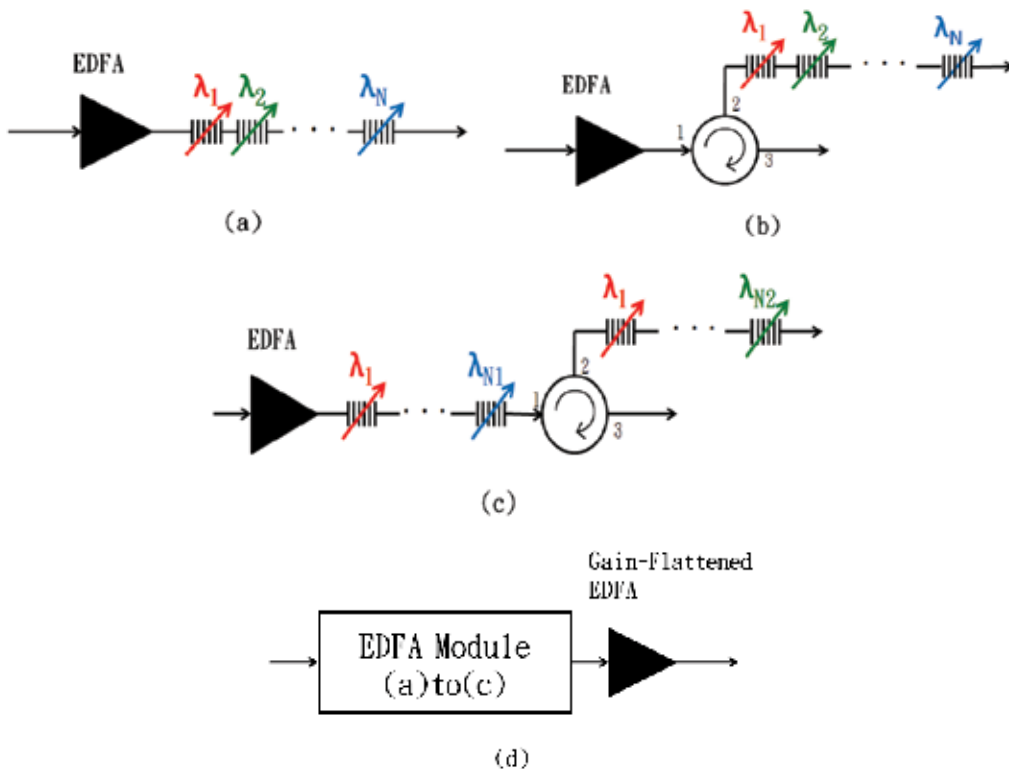 EDFA
λ1
λ2
λN
(a)
EDFA
λ1
λ2
λN
1
2
3
(b)
EDFA
λ1
λN1
λ1
λN2
1
2
3
(c)
Gain-Flattened
EDFA
EDFA Module
(a)to(c)
(d)